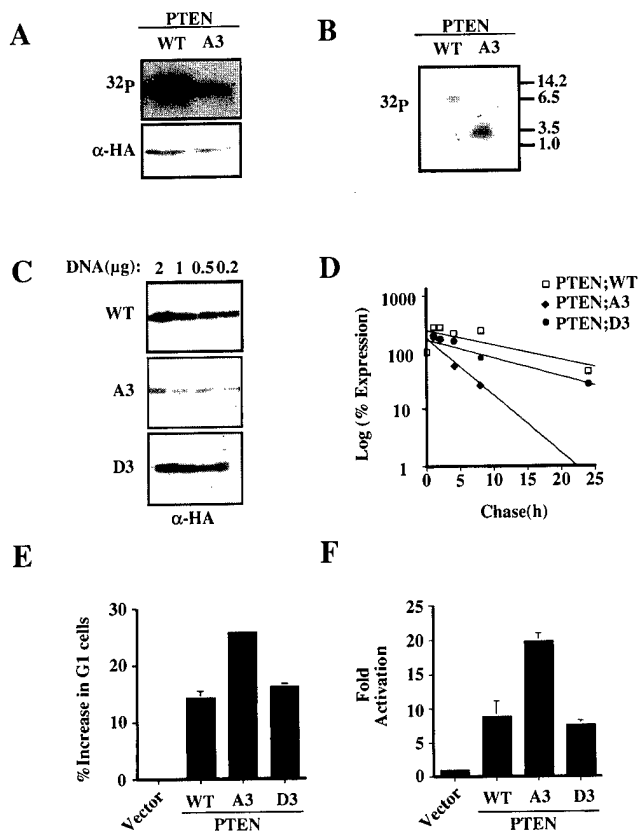 A
PTEN
WT A3
32P
α-HA
B
PTEN
WT A3
32P
14.2
6.5
3.5
1.0
C
DNA(μg): 2 1 0.5 0.2
WT
A3
D3
α-HA
D
PTEN;WT
PTEN;A3
PTEN;D3
Log (% Expression)
1000
100
10
1
0 5 10 15 20 25
Chase(h)
E
% Increase in G1 cells
30
20
10
0
Vector WT A3 D3
PTEN
F
Fold Activation
25
20
15
10
5
0
Vector WT A3 D3
PTEN